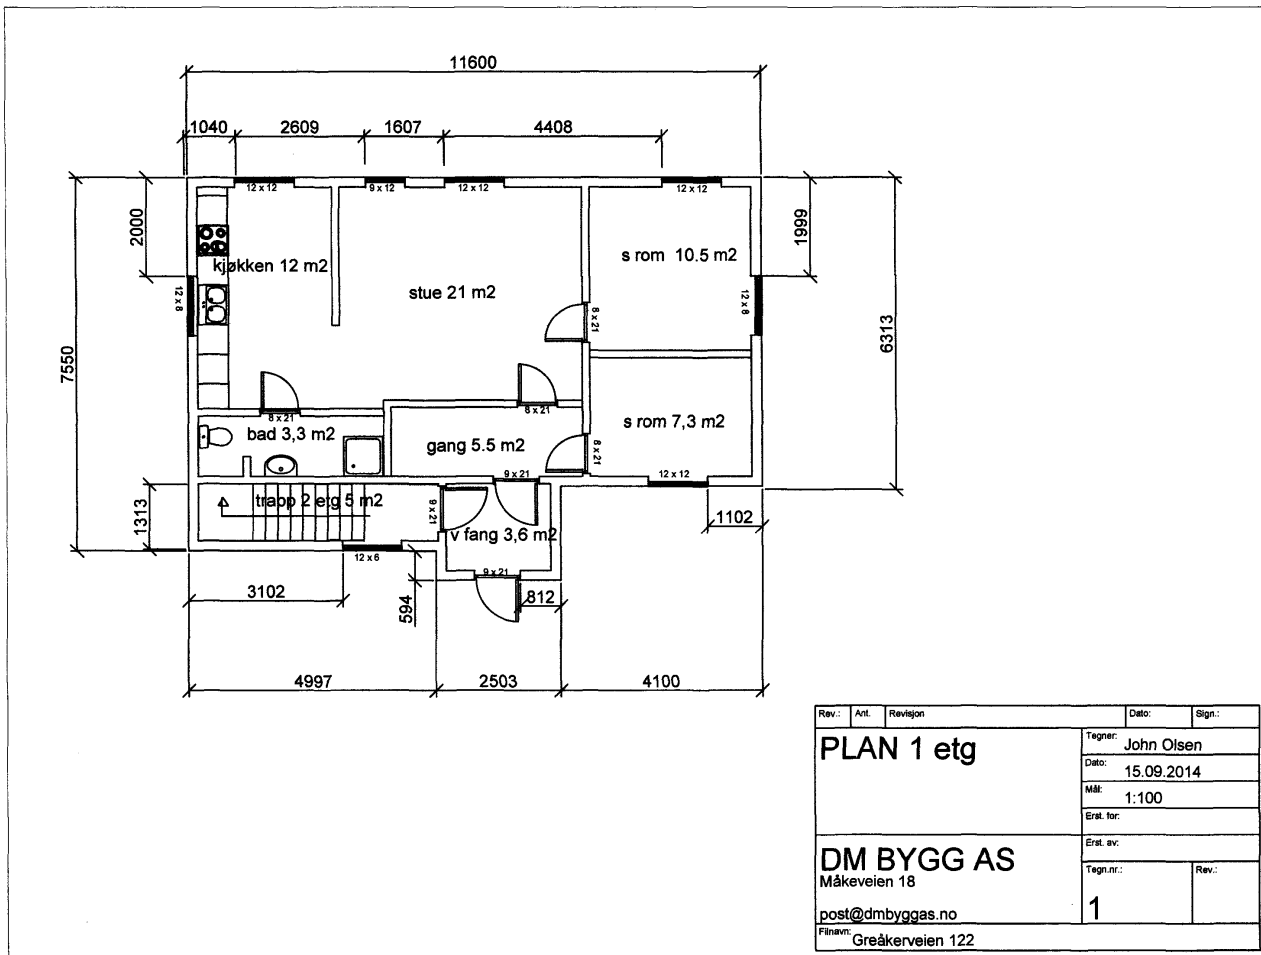 11600
1040 2609 1607 4408
12 x 12 9 x 12 12 x 12 12 x 12
2000
1999
s rom 10.5 m2
kjøkken 12 m2
stue 21 m2
12 x 8
12 x 8
8 x 21
6313
7550
8 x 21
8 x 21
bad 3,3 m2
gang 5.5 m2
s rom 7,3 m2
8 x 21
9 x 21
12 x 12
1313
trapp 2 etg 5 m2
9 x 21
v fang 3,6 m2
1102
12 x 6
9 x 21
3102
594
812
4997 2503 4100
Rev.: Ant. Revisjon Dato: Sign.:
PLAN 1 etg
Tegner: John Olsen
Dato: 15.09.2014
Mål: 1:100
Erst. for:
Erst. av:
DM BYGG AS
Måkeveien 18
post@dmbyggas.no
Tegn.nr.: Rev.:
1
Filnavn: Greåkerveien 122